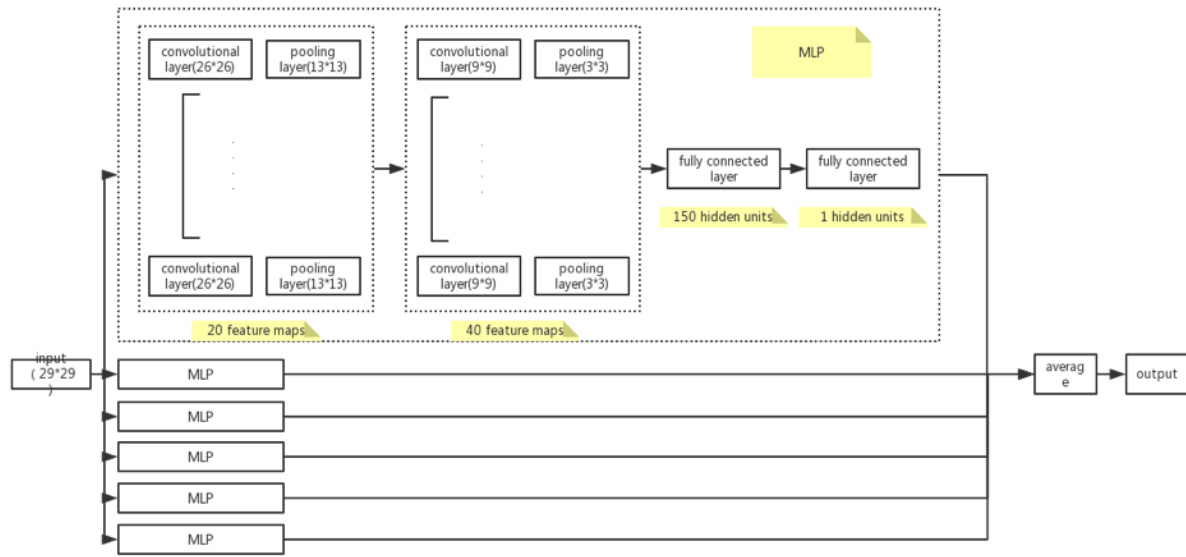 convolutional
layer(26*26)
pooling
layer(13*13)
convolutional
layer(9*9)
pooling
layer(3*3)
MLP
fully connected
layer
fully connected
layer
150 hidden units
1 hidden units
convolutional
layer(26*26)
pooling
layer(13*13)
convolutional
layer(9*9)
pooling
layer(3*3)
20 feature maps
40 feature maps
input
( 29*29
)
MLP
averag
e
output
MLP
MLP
MLP
MLP